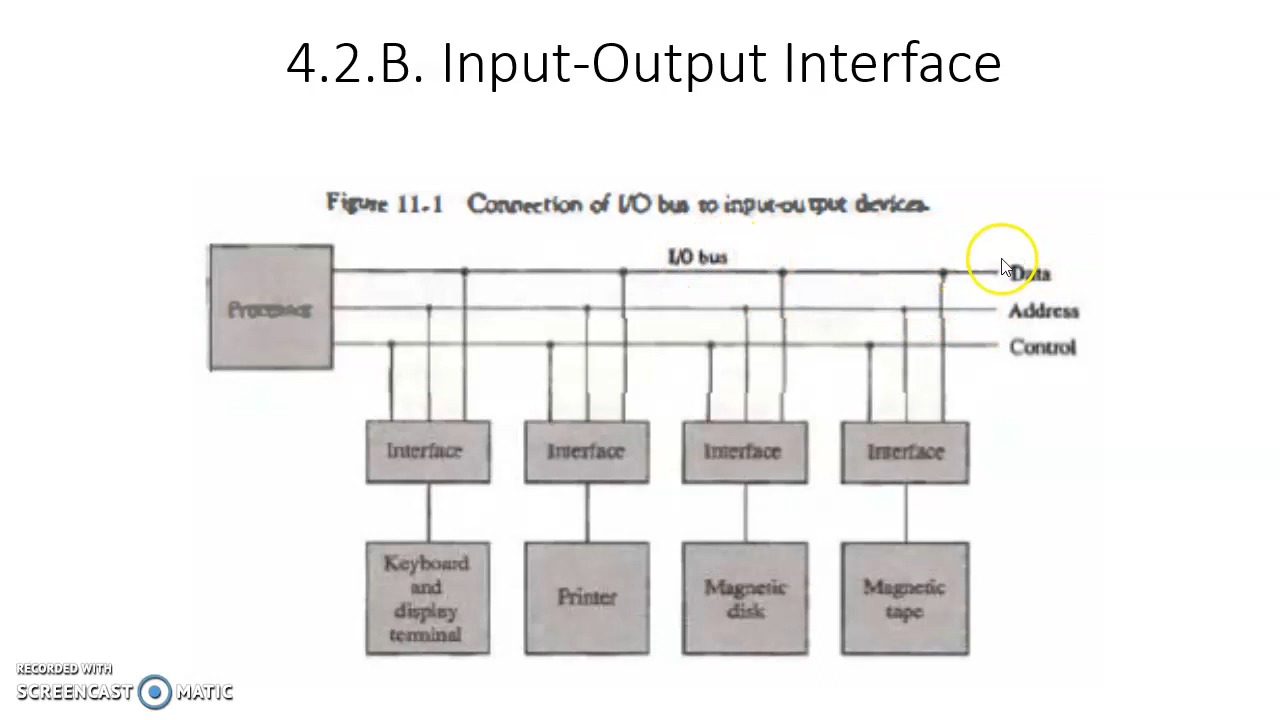 4.2.B. Input-Output Interface
Figure 11-1 Connection of I/O bus to input-output devices.
I/O bus
Data
Processor
Address
Control
Interface
Interface
Interface
Interface
Keyboard
and
display
terminal
Printer
Magnetic
disk
Magnetic
tape
RECORDED WITH
SCREENCAST MATIC